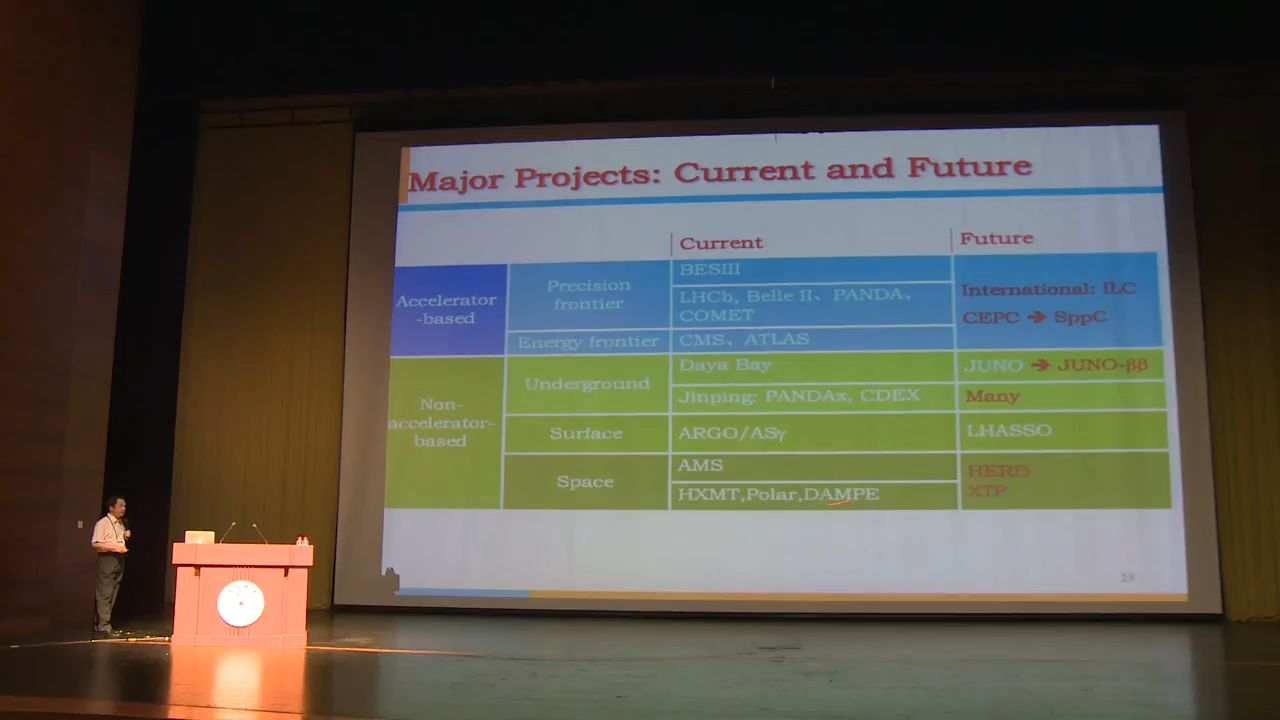 Major Projects: Current and Future
Current
Future
Accelerator
-based
Precision
frontier
BESIII
LHCb, Belle II、PANDA、
COMET
International: ILC
CEPC → SppC
Energy frontier
CMS、ATLAS
Non-
accelerator-
based
Underground
Daya Bay
JUNO → JUNO-ββ
Jinping: PANDAx, CDEX
Many
Surface
ARGO/ASγ
LHASSO
Space
AMS
HXMT,Polar,DAMPE
HERD
XTP
25